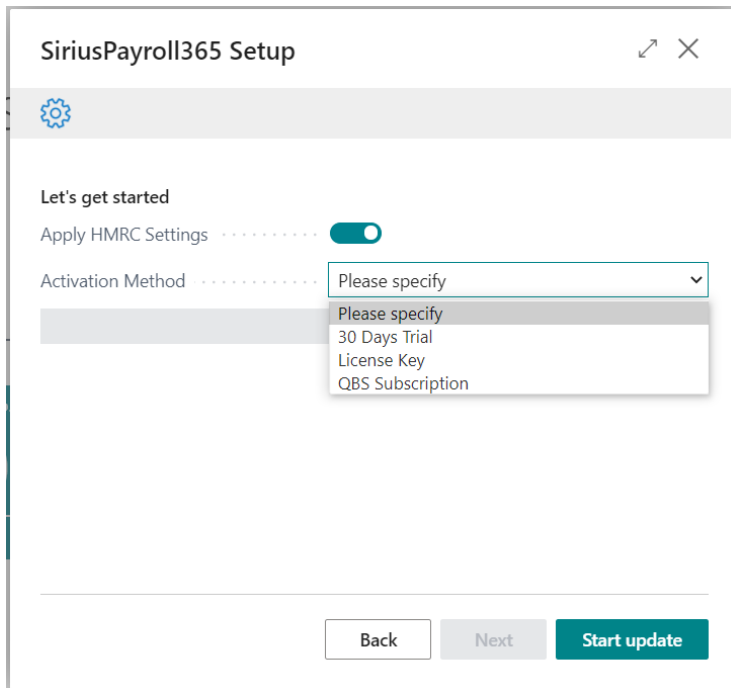 SiriusPayroll365 Setup
Let's get started
Apply HMRC Settings
Activation Method
Please specify
Please specify
30 Days Trial
License Key
QBS Subscription
Back
Next
Start update